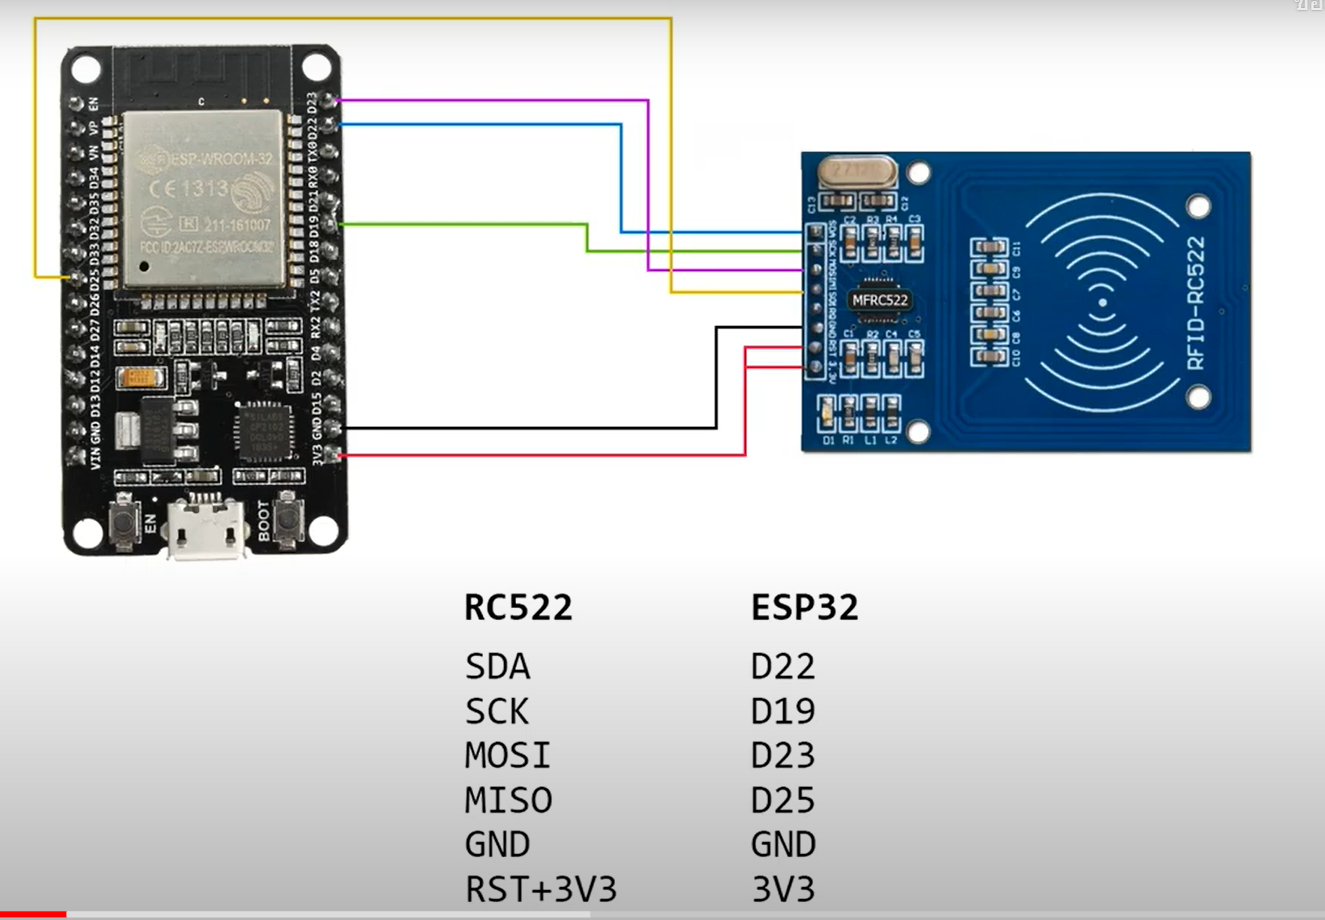 EN
VP
VN
D34
D35
D32
D33
D25
D26
D27
D14
D12
D13
GND
VIN
D23
D22
TX0
RX0
D21
D19
D18
D5
TX2
RX2
D4
D2
D15
GND
3V3
C
ESP-WROOM-32
CE 1313
R 211-161007
FCC ID 2AC7Z-ESPWROOM32
EN
BOOT
C13
C12
C2 R3 R4 C3
SDA
SCK
MOSI
MISO
IRQ
GND
RST
3.3V
MFRC522
C1 R2 C4 C5
D1 R1 L1 L2
C11
C9
C7
C6
C8
C10
RFID-RC522
RC522 ESP32
SDA D22
SCK D19
MOSI D23
MISO D25
GND GND
RST+3V3 3V3